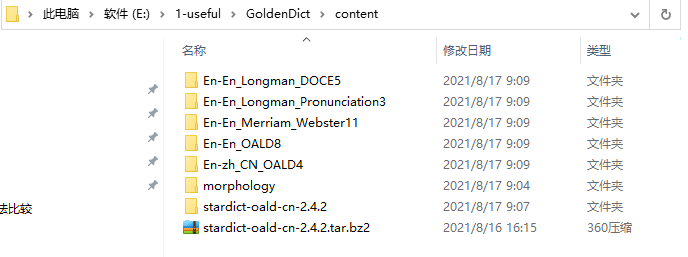 此电脑 > 软件 (E:) > 1-useful > GoldenDict > content
名称 修改日期 类型
En-En_Longman_DOCE5 2021/8/17 9:09 文件夹
En-En_Longman_Pronunciation3 2021/8/17 9:09 文件夹
En-En_Merriam_Webster11 2021/8/17 9:09 文件夹
En-En_OALD8 2021/8/17 9:09 文件夹
En-zh_CN_OALD4 2021/8/17 9:09 文件夹
morphology 2021/8/17 9:04 文件夹
法比较 stardict-oald-cn-2.4.2 2021/8/17 9:07 文件夹
stardict-oald-cn-2.4.2.tar.bz2 2021/8/16 16:15 360压缩